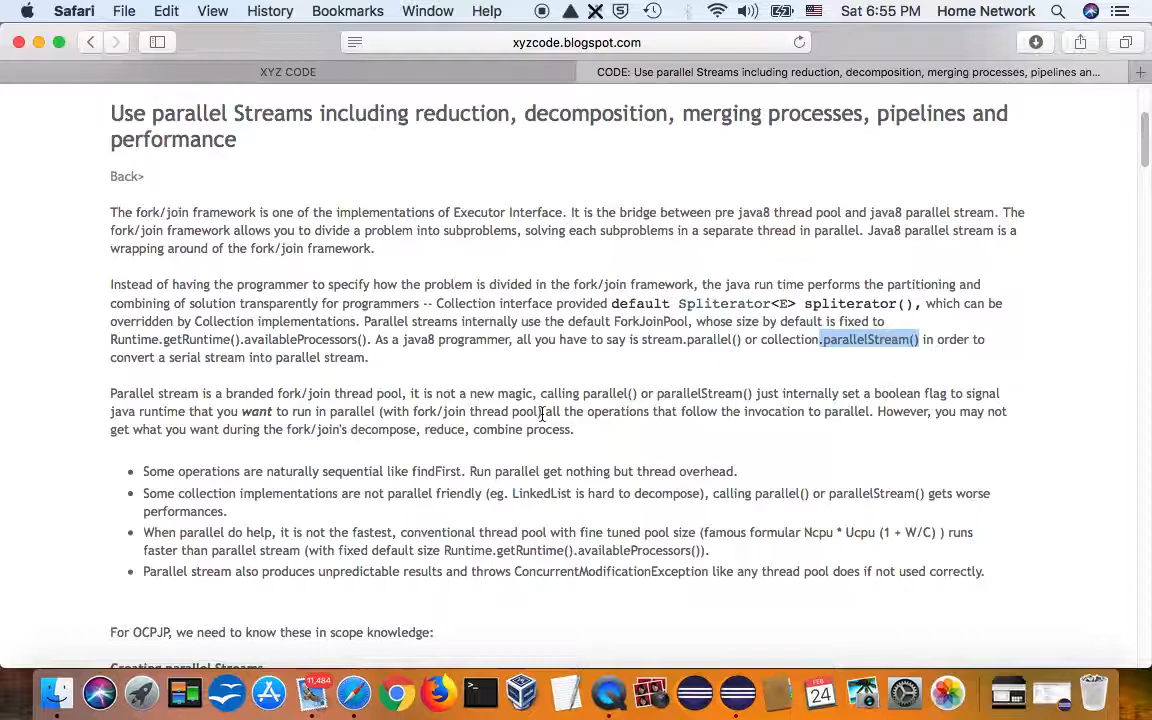 Safari File Edit View History Bookmarks Window Help Sat 6:55 PM Home Network
xyzcode.blogspot.com
XYZ CODE
CODE: Use parallel Streams including reduction, decomposition, merging processes, pipelines an...
Use parallel Streams including reduction, decomposition, merging processes, pipelines and
performance
Back>
The fork/join framework is one of the implementations of Executor Interface. It is the bridge between pre java8 thread pool and java8 parallel stream. The
fork/join framework allows you to divide a problem into subproblems, solving each subproblems in a separate thread in parallel. Java8 parallel stream is a
wrapping around of the fork/join framework.
Instead of having the programmer to specify how the problem is divided in the fork/join framework, the java run time performs the partitioning and
combining of solution transparently for programmers -- Collection interface provided default Spliterator<E> spliterator(), which can be
overridden by Collection implementations. Parallel streams internally use the default ForkJoinPool, whose size by default is fixed to
Runtime.getRuntime().availableProcessors(). As a java8 programmer, all you have to say is stream.parallel() or collection.parallelStream() in order to
convert a serial stream into parallel stream.
Parallel stream is a branded fork/join thread pool, it is not a new magic, calling parallel() or parallelStream() just internally set a boolean flag to signal
java runtime that you want to run in parallel (with fork/join thread pool) all the operations that follow the invocation to parallel. However, you may not
get what you want during the fork/join's decompose, reduce, combine process.
• Some operations are naturally sequential like findFirst. Run parallel get nothing but thread overhead.
• Some collection implementations are not parallel friendly (eg. LinkedList is hard to decompose), calling parallel() or parallelStream() gets worse
performances.
• When parallel do help, it is not the fastest, conventional thread pool with fine tuned pool size (famous formular Ncpu * Ucpu (1 + W/C) ) runs
faster than parallel stream (with fixed default size Runtime.getRuntime().availableProcessors()).
• Parallel stream also produces unpredictable results and throws ConcurrentModificationException like any thread pool does if not used correctly.
For OCPJP, we need to know these in scope knowledge:
Creating parallel Streams
11,484
FEB
24